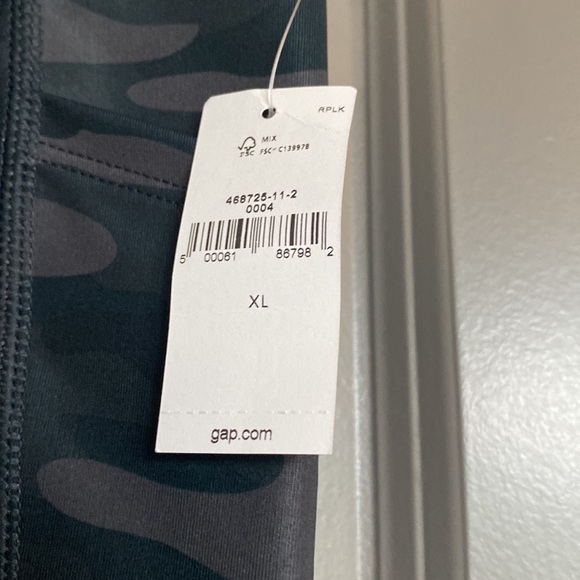 RPLK
MIX
FSC FSC® C139978
468725-11-2
0004
5 00061 86798 2
XL
gap.com